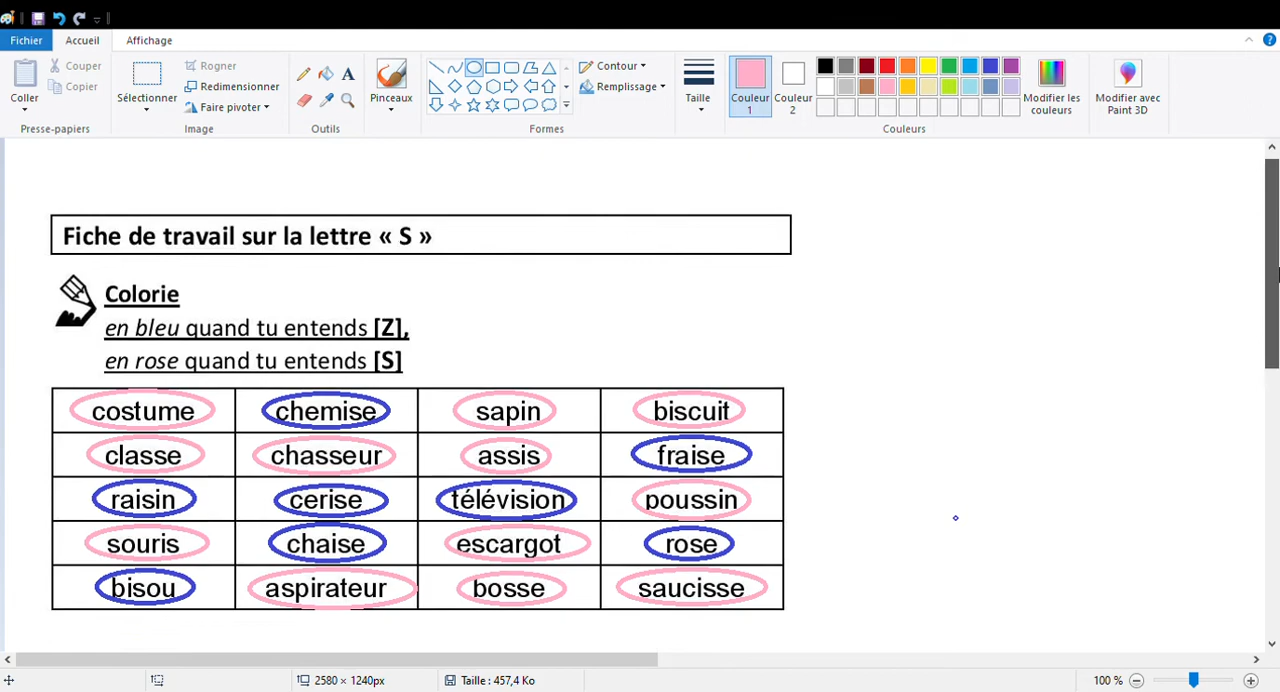 Fichier Accueil Affichage
Coller
Couper
Copier
Presse-papiers
Sélectionner
Rogner
Redimensionner
Faire pivoter
Image
A
Outils
Pinceaux
Contour
Remplissage
Formes
Taille
Couleur 1
Couleur 2
Modifier les couleurs
Couleurs
Modifier avec Paint 3D
Fiche de travail sur la lettre « S »
Colorie
en bleu quand tu entends [Z],
en rose quand tu entends [S]
costume chemise sapin biscuit
classe chasseur assis fraise
raisin cerise télévision poussin
souris chaise escargot rose
bisou aspirateur bosse saucisse
2580 × 1240px Taille : 457,4 Ko 100 %